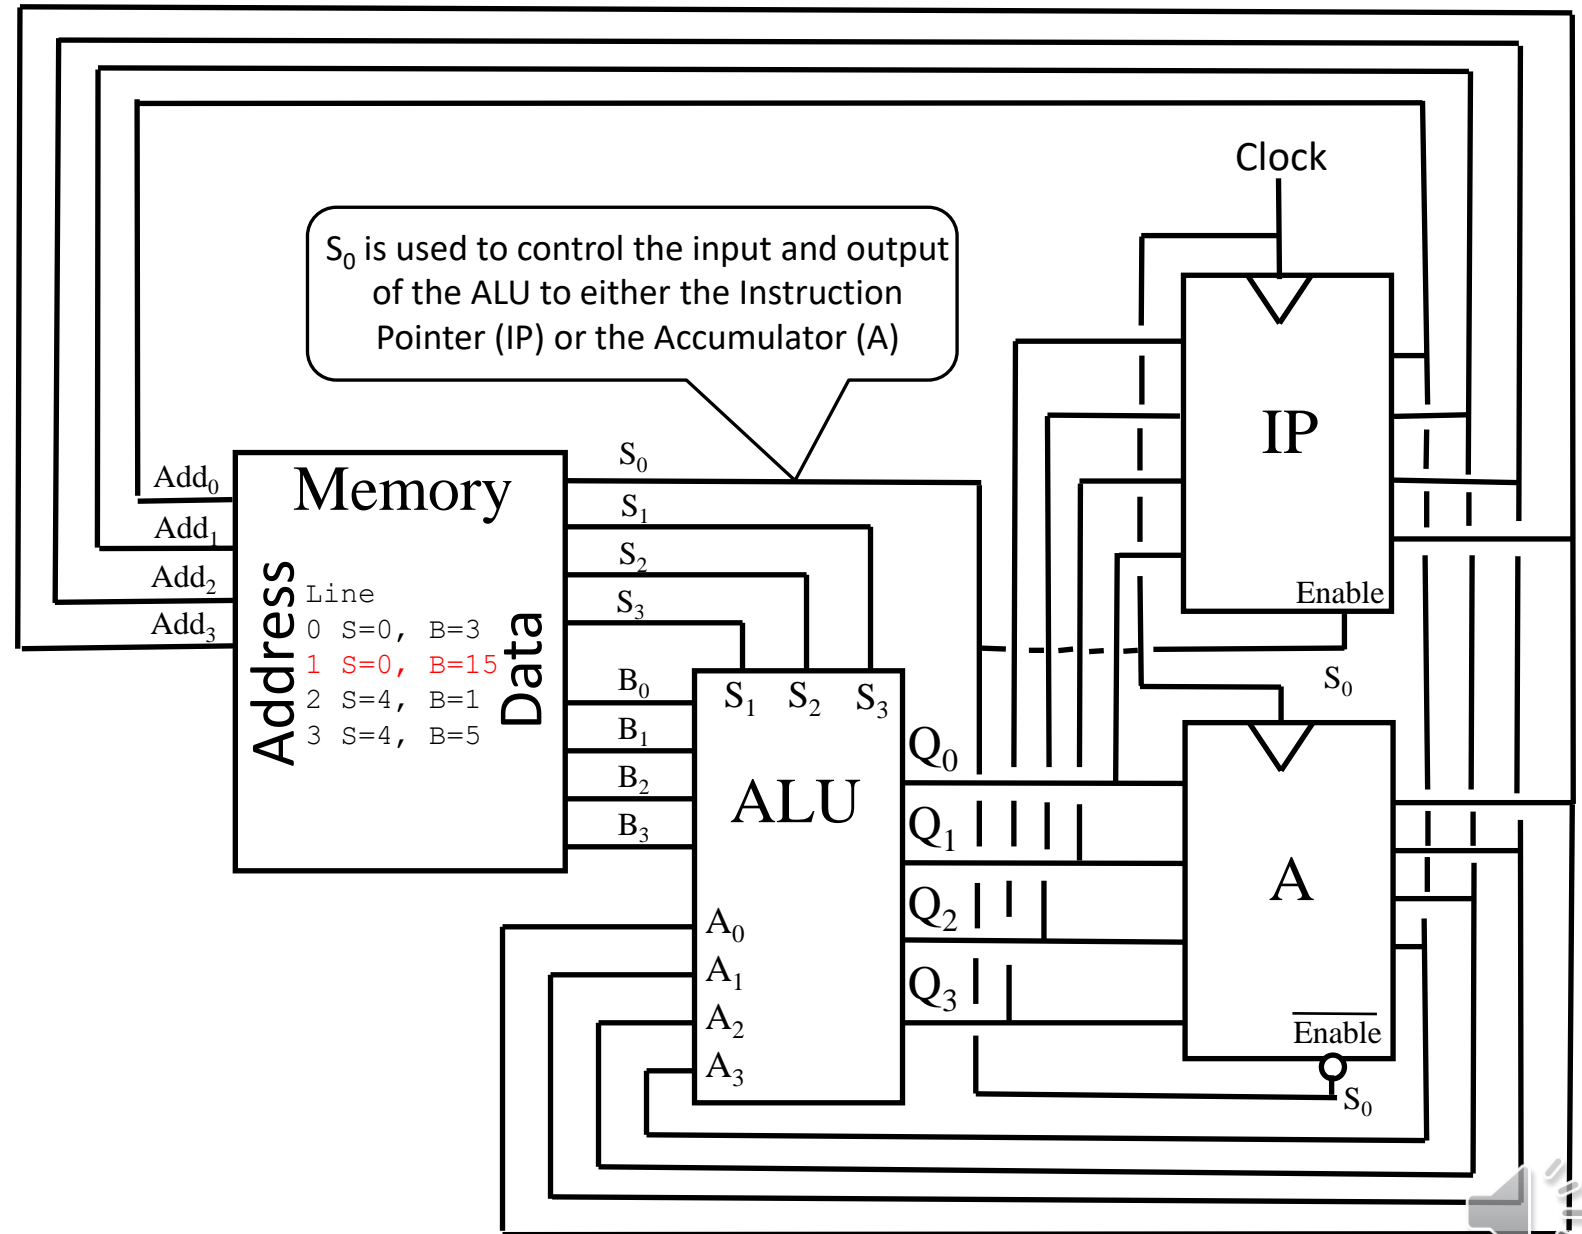 Clock
S₀ is used to control the input and output
of the ALU to either the Instruction
Pointer (IP) or the Accumulator (A)
IP
Enable
S₀
Memory
Address
Data
Add₀
Add₁
Add₂
Add₃
Line
0 S=0, B=3
1 S=0, B=15
2 S=4, B=1
3 S=4, B=5
S₀
S₁
S₂
S₃
B₀
B₁
B₂
B₃
S₁ S₂ S₃
ALU
A₀
A₁
A₂
A₃
Q₀
Q₁
Q₂
Q₃
A
Enable
S₀